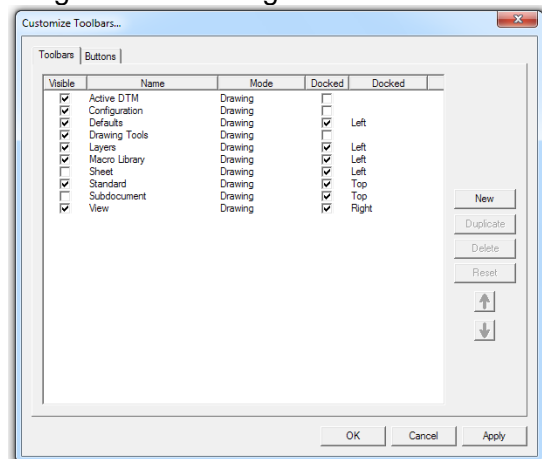 Customize Toolbars...
Toolbars Buttons
Visible Name Mode Docked Docked
Active DTM Drawing
Configuration Drawing
Defaults Drawing Left
Drawing Tools Drawing
Layers Drawing Left
Macro Library Drawing Left
Sheet Drawing Left
Standard Drawing Top
Subdocument Drawing Top
View Drawing Right
New
Duplicate
Delete
Reset
OK Cancel Apply